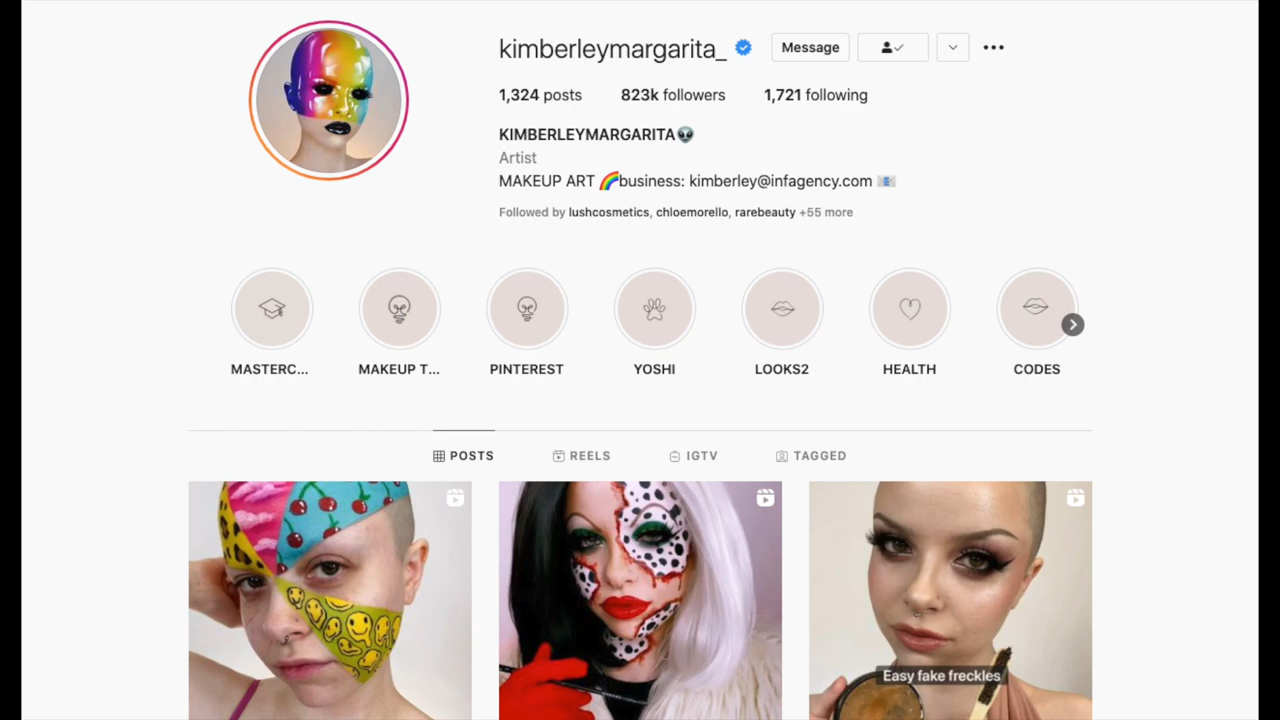 kimberleymargarita_
Message
1,324 posts 823k followers 1,721 following
KIMBERLEYMARGARITA👽
Artist
MAKEUP ART 🌈business: kimberley@infagency.com 📧
Followed by lushcosmetics, chloemorello, rarebeauty +55 more
MASTERC... MAKEUP T... PINTEREST YOSHI LOOKS2 HEALTH CODES
POSTS REELS IGTV TAGGED
Easy fake freckles